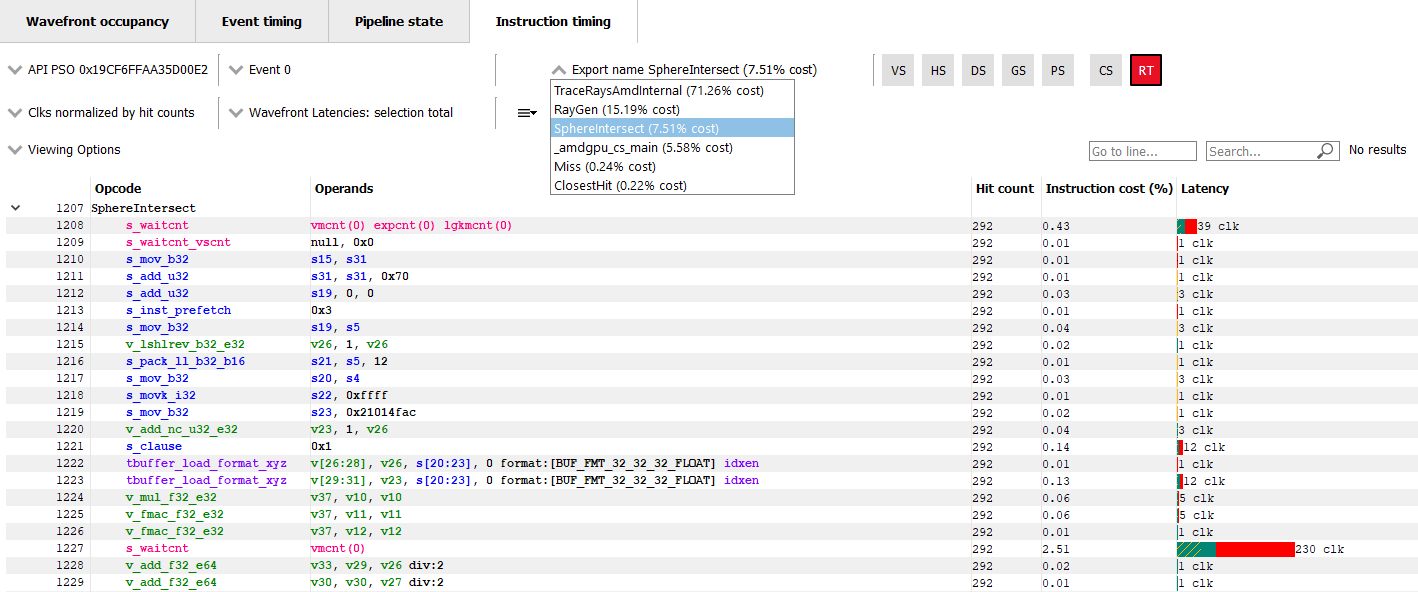 Wavefront occupancy Event timing Pipeline state Instruction timing
API PSO 0x19CF6FFAA35D00E2 Event 0 Export name SphereIntersect (7.51% cost) VS HS DS GS PS CS RT
TraceRaysAmdInternal (71.26% cost)
RayGen (15.19% cost)
Clks normalized by hit counts Wavefront Latencies: selection total
SphereIntersect (7.51% cost)
_amdgpu_cs_main (5.58% cost)
Miss (0.24% cost)
ClosestHit (0.22% cost)
Viewing Options Go to line... Search... No results
Opcode Operands Hit count Instruction cost (%) Latency
1207 SphereIntersect
1208 s_waitcnt vmcnt(0) expcnt(0) lgkmcnt(0) 292 0.43 39 clk
1209 s_waitcnt_vscnt null, 0x0 292 0.01 1 clk
1210 s_mov_b32 s15, s31 292 0.01 1 clk
1211 s_add_u32 s31, s31, 0x70 292 0.01 1 clk
1212 s_add_u32 s19, 0, 0 292 0.03 3 clk
1213 s_inst_prefetch 0x3 292 0.01 1 clk
1214 s_mov_b32 s19, s5 292 0.04 3 clk
1215 v_lshlrev_b32_e32 v26, 1, v26 292 0.02 1 clk
1216 s_pack_ll_b32_b16 s21, s5, 12 292 0.01 1 clk
1217 s_mov_b32 s20, s4 292 0.03 3 clk
1218 s_movk_i32 s22, 0xffff 292 0.01 1 clk
1219 s_mov_b32 s23, 0x21014fac 292 0.02 1 clk
1220 v_add_nc_u32_e32 v23, 1, v26 292 0.04 3 clk
1221 s_clause 0x1 292 0.14 12 clk
1222 tbuffer_load_format_xyz v[26:28], v26, s[20:23], 0 format:[BUF_FMT_32_32_32_FLOAT] idxen 292 0.01 1 clk
1223 tbuffer_load_format_xyz v[29:31], v23, s[20:23], 0 format:[BUF_FMT_32_32_32_FLOAT] idxen 292 0.13 12 clk
1224 v_mul_f32_e32 v37, v10, v10 292 0.06 5 clk
1225 v_fmac_f32_e32 v37, v11, v11 292 0.06 5 clk
1226 v_fmac_f32_e32 v37, v12, v12 292 0.01 1 clk
1227 s_waitcnt vmcnt(0) 292 2.51 230 clk
1228 v_add_f32_e64 v33, v29, v26 div:2 292 0.02 1 clk
1229 v_add_f32_e64 v30, v30, v27 div:2 292 0.01 1 clk